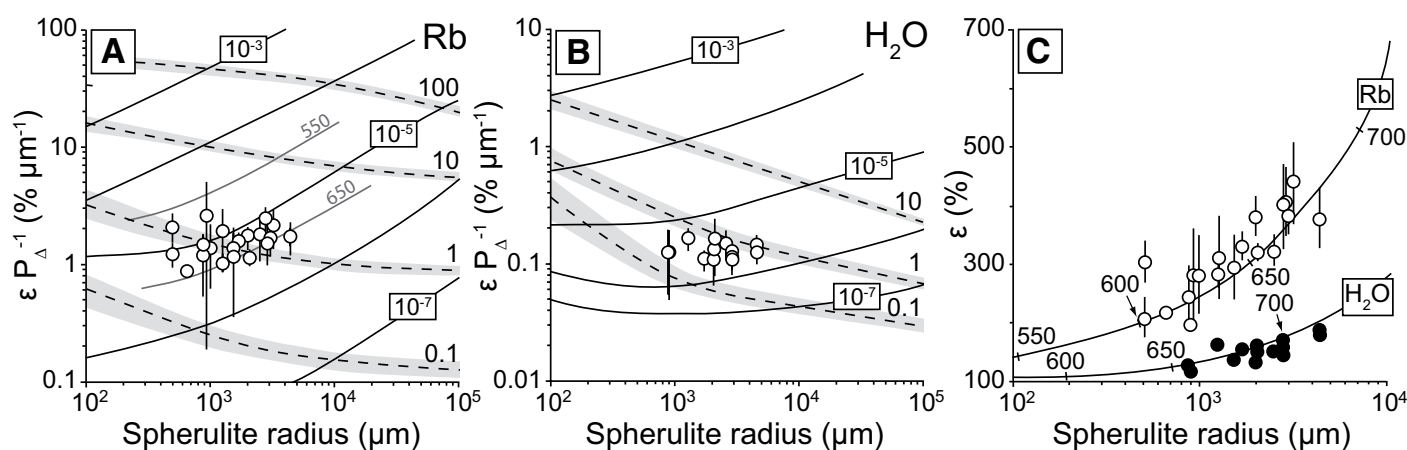 A
Rb
100
10
1
0.1
10⁻³
100
550
10⁻⁵
10
650
1
10⁻⁷
0.1
10² 10³ 10⁴ 10⁵
ε P△⁻¹ (% μm⁻¹)
Spherulite radius (μm)
B
H₂O
10
1
0.1
0.01
10⁻³
10⁻⁵
10
1
10⁻⁷
0.1
10² 10³ 10⁴ 10⁵
ε P△⁻¹ (% μm⁻¹)
Spherulite radius (μm)
C
700
500
300
100
Rb
700
600
650
700
H₂O
550
600
650
10² 10³ 10⁴
ε (%)
Spherulite radius (μm)